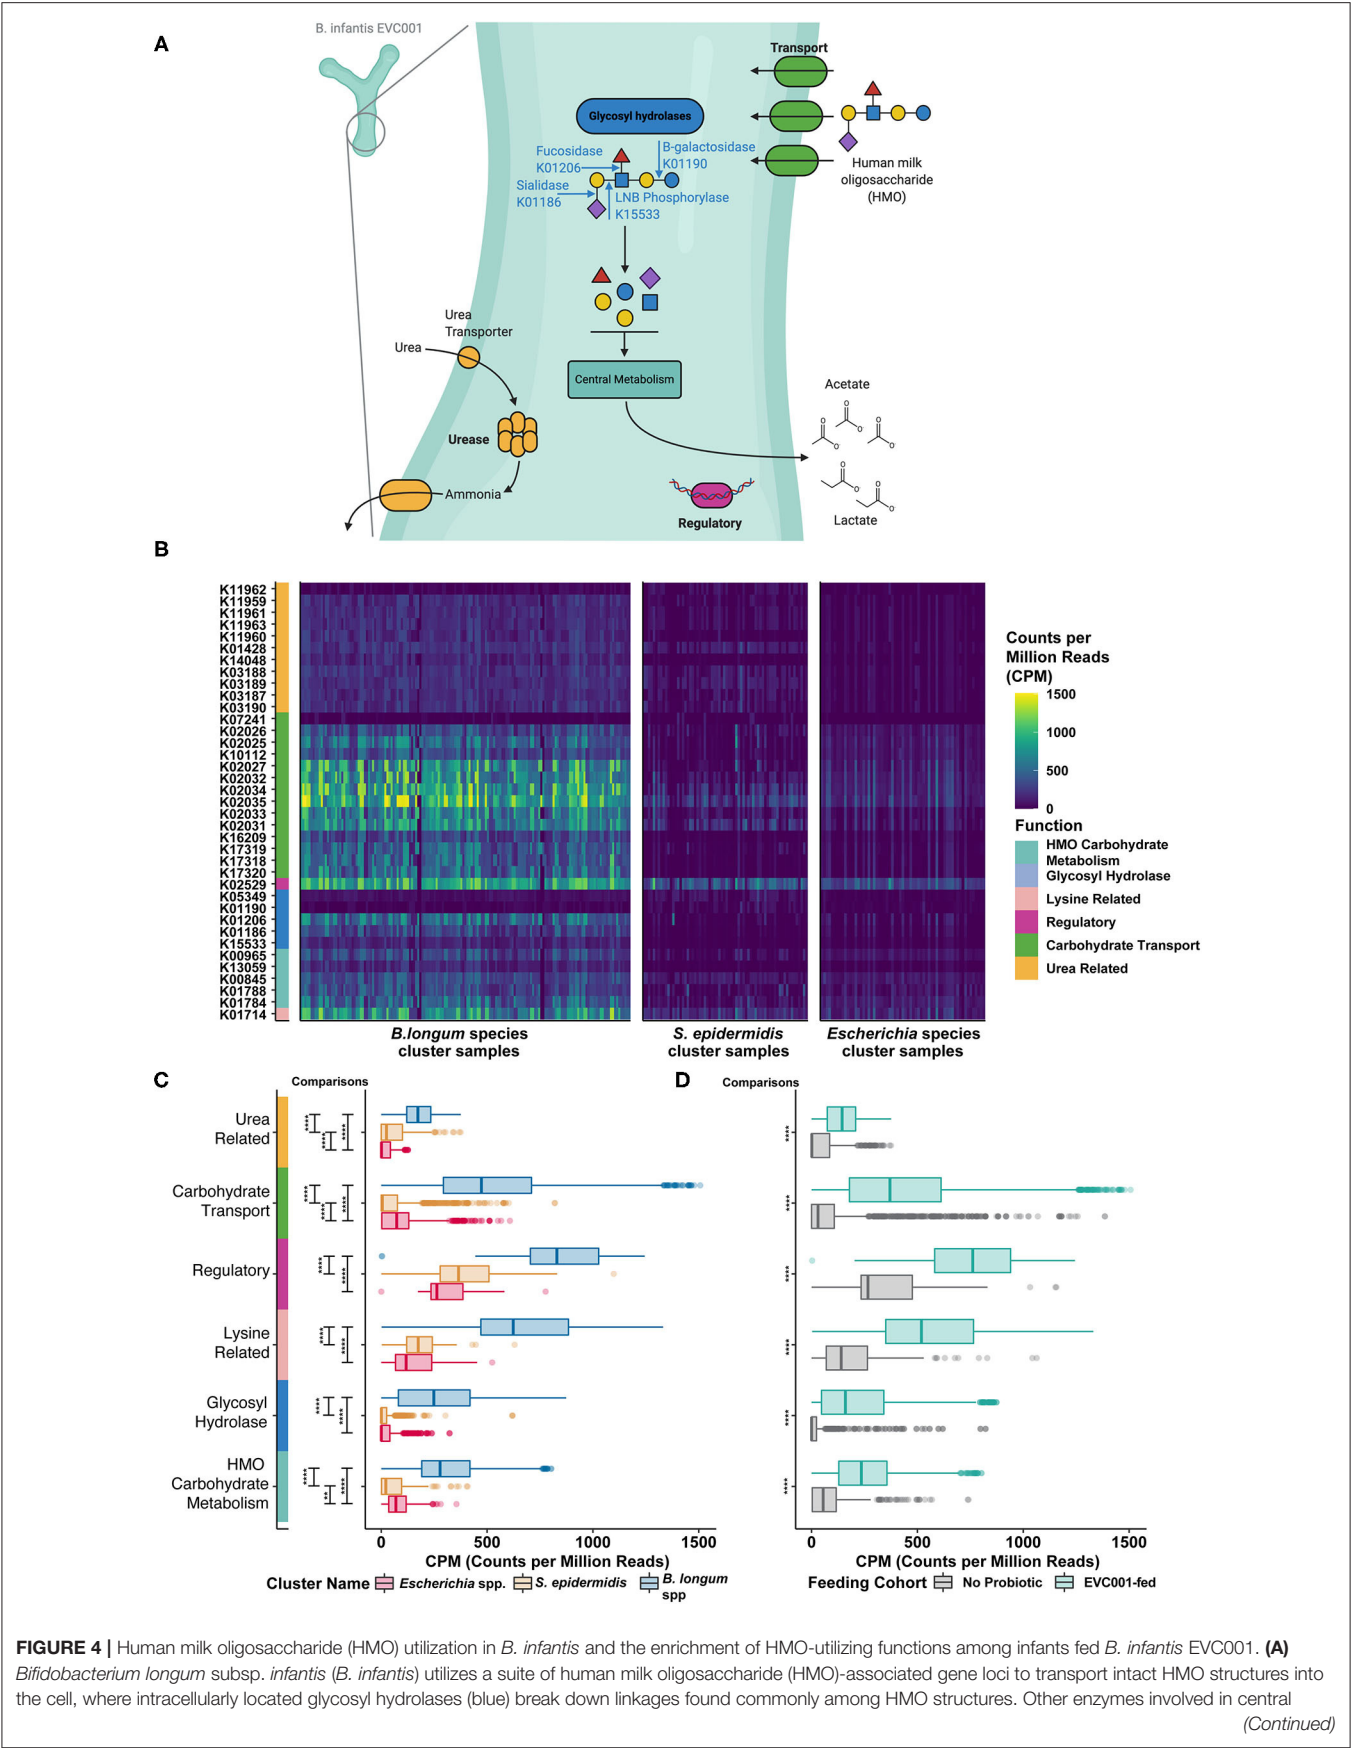 A
B. infantis EVC001
Transport
Glycosyl hydrolases
Fucosidase
K01206
B-galactosidase
K01190
Sialidase
K01186
LNB Phosphorylase
K15533
Human milk
oligosaccharide
(HMO)
Urea
Transporter
Urea
Central Metabolism
Acetate
Urease
Ammonia
Regulatory
Lactate
B
K11962
K11959
K11961
K11963
K11960
K01428
K14048
K03188
K03189
K03187
K03190
K07241
K02026
K02025
K10112
K02027
K02032
K02034
K02035
K02033
K02031
K16209
K17319
K17318
K17320
K02529
K05349
K01190
K01206
K01186
K15533
K00965
K13059
K00845
K01788
K01784
K01714
B.longum species
cluster samples
S. epidermidis
cluster samples
Escherichia species
cluster samples
Counts per
Million Reads
(CPM)
1500
1000
500
0
Function
HMO Carbohydrate
Metabolism
Glycosyl Hydrolase
Lysine Related
Regulatory
Carbohydrate Transport
Urea Related
C
Comparisons
Urea
Related
Carbohydrate
Transport
Regulatory
Lysine
Related
Glycosyl
Hydrolase
HMO
Carbohydrate
Metabolism
0 500 1000 1500
CPM (Counts per Million Reads)
Cluster Name Escherichia spp. S. epidermidis B. longum
spp
D
Comparisons
0 500 1000 1500
CPM (Counts per Million Reads)
Feeding Cohort No Probiotic EVC001-fed
FIGURE 4 | Human milk oligosaccharide (HMO) utilization in B. infantis and the enrichment of HMO-utilizing functions among infants fed B. infantis EVC001. (A)
Bifidobacterium longum subsp. infantis (B. infantis) utilizes a suite of human milk oligosaccharide (HMO)-associated gene loci to transport intact HMO structures into
the cell, where intracellularly located glycosyl hydrolases (blue) break down linkages found commonly among HMO structures. Other enzymes involved in central
(Continued)